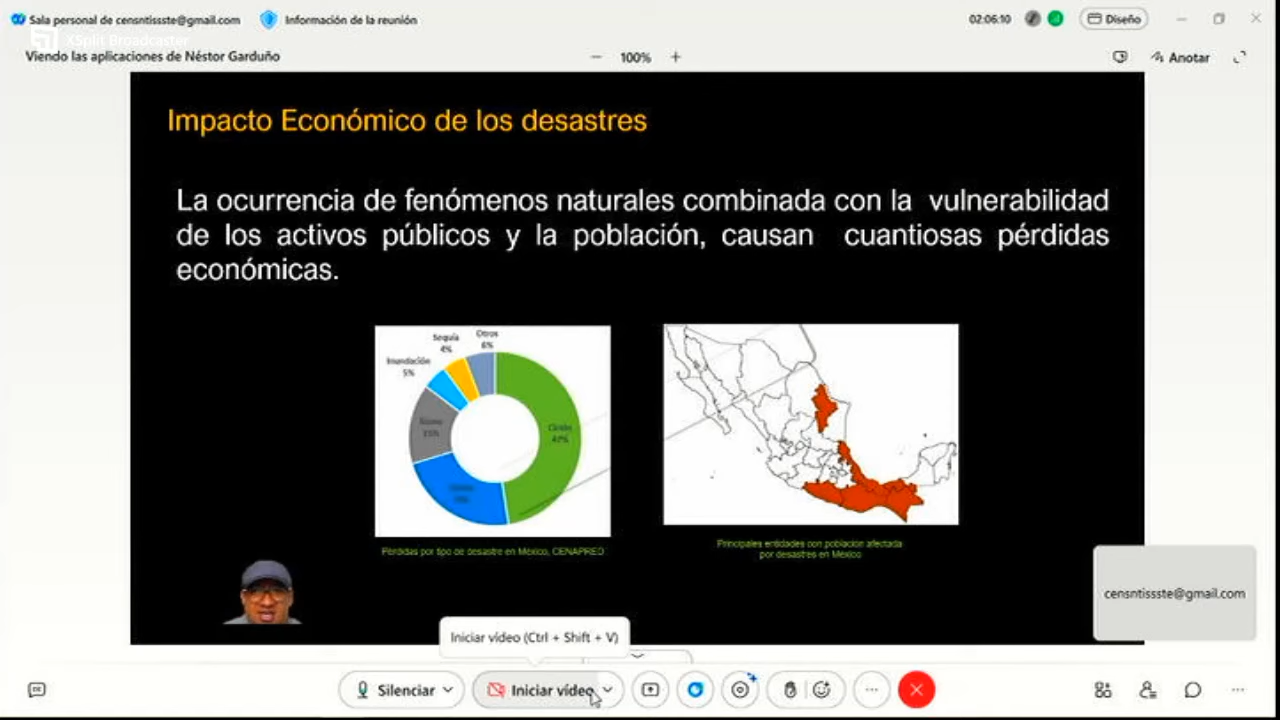 Sala personal de censntissste@gmail.com
Información de la reunión
02:06:10
Diseño
XSplit Broadcaster
Viendo las aplicaciones de Néstor Garduño
100%
Anotar
Impacto Económico de los desastres
La ocurrencia de fenómenos naturales combinada con la vulnerabilidad
de los activos públicos y la población, causan cuantiosas pérdidas
económicas.
Otros
6%
Sequía
4%
Inundación
5%
Ciclón
47%
Pérdidas por tipo de desastre en México, CENAPRED
Principales entidades con población afectada
por desastres en México
censntissste@gmail.com
Iniciar vídeo (Ctrl + Shift + V)
Silenciar
Iniciar vídeo